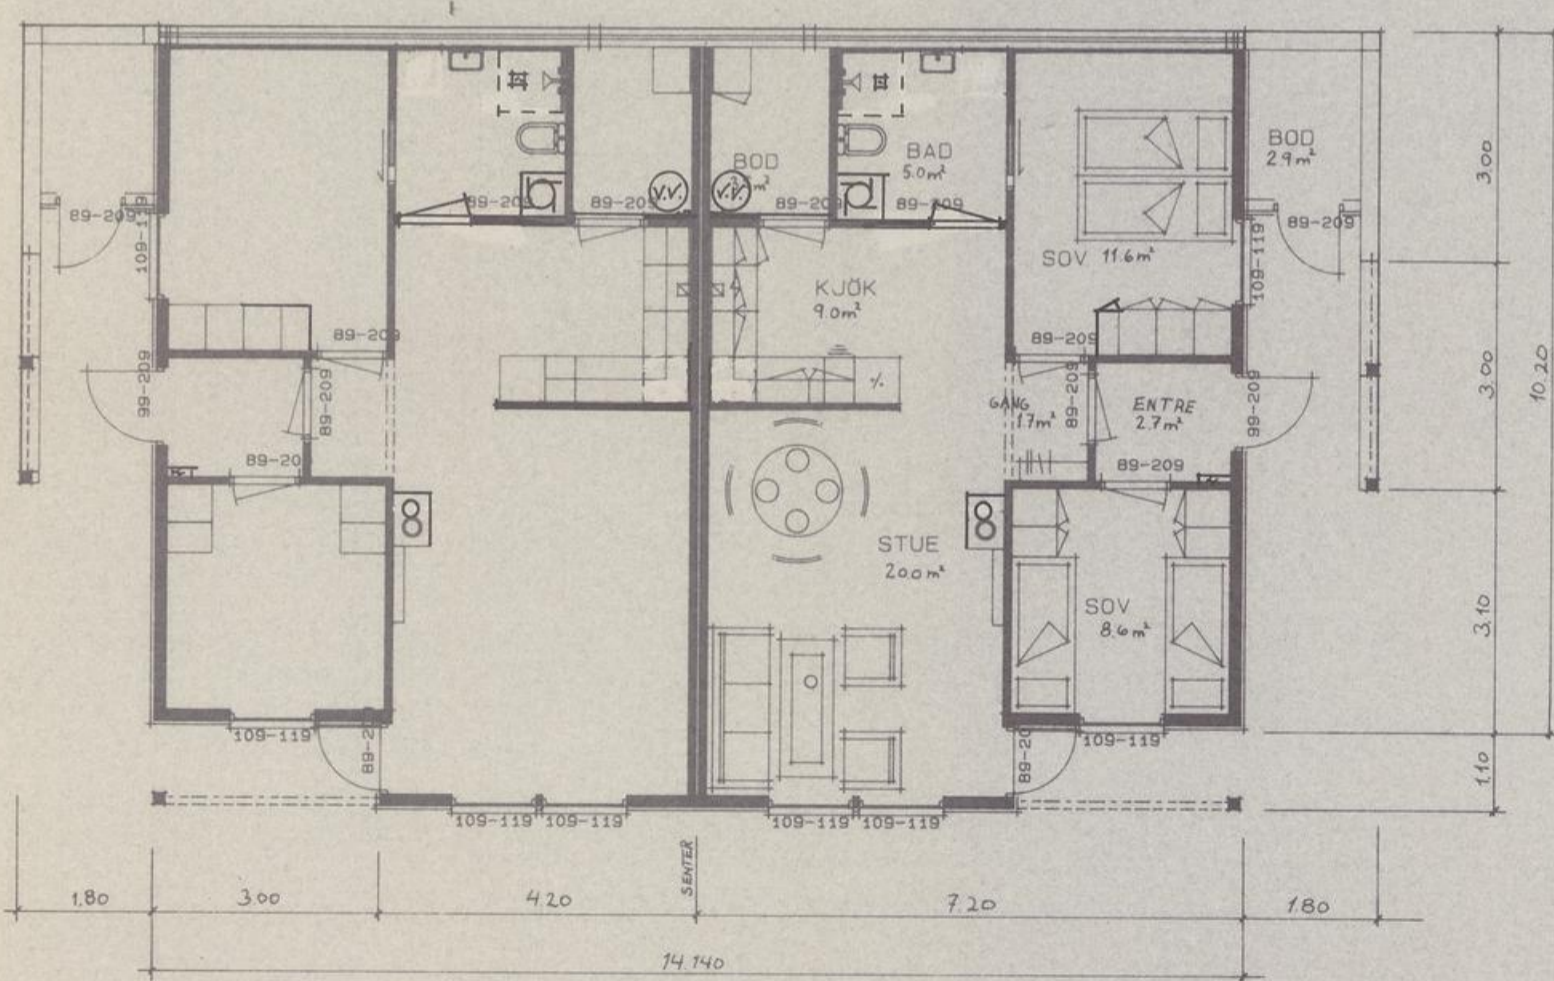 BOD
BAD
5.0m²
BOD
2.9m²
V.V.
V.V.
89-209
89-209
89-209
89-209
89-209
89-209
109-119
SOV 11.6m²
109-119
KJÖK
9.0m²
89-209
89-209
99-209
89-209
%
GANG
1.7m²
89-209
ENTRE
2.7m²
99-209
89-20
89-209
STUE
20.0m²
SOV
8.6m²
109-119
89-2
89-20
109-119
109-119 109-119
109-119 109-119
SENTER
3.00
3.00
10.20
3.10
1.10
1.80
3.00
4.20
7.20
1.80
14.140